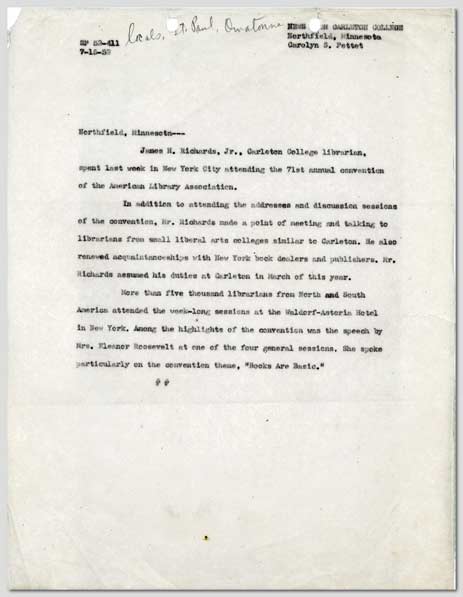 locals, St. Paul, Owatonna
NEWS FROM CARLETON COLLEGE
SP 52-411
Northfield, Minnesota
7-15-52
Carolyn S. Pettet
Northfield, Minnesota---
James H. Richards, Jr., Carleton College librarian,
spent last week in New York City attending the 71st annual convention
of the American Library Association.
In addition to attending the addresses and discussion sessions
of the convention, Mr. Richards made a point of meeting and talking to
librarians from small liberal arts colleges similar to Carleton. He also
renewed acquaintanceships with New York book dealers and publishers. Mr.
Richards assumed his duties at Carleton in March of this year.
More than five thousand librarians from North and South
America attended the week-long sessions at the Waldorf-Astoria Hotel
in New York. Among the highlights of the convention was the speech by
Mrs. Eleanor Roosevelt at one of the four general sessions. She spoke
particularly on the convention theme, "Books Are Basic."
# #